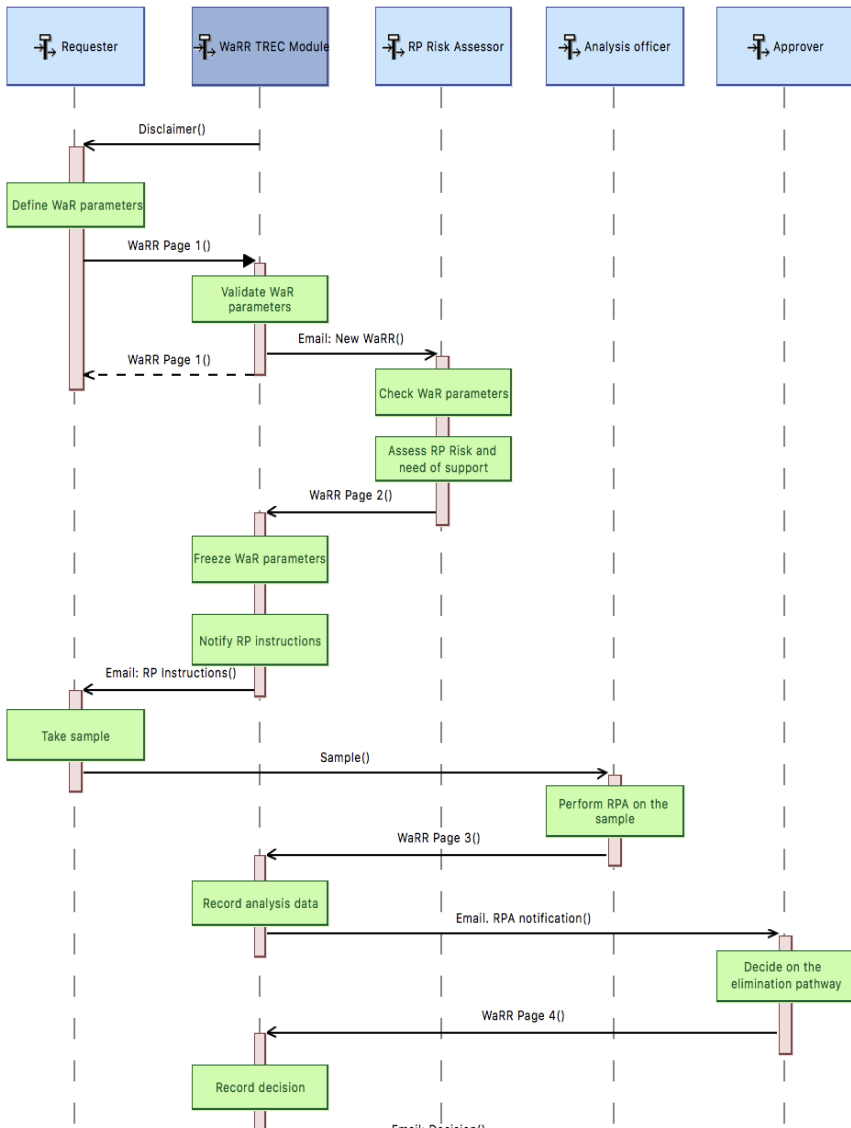 Requester
WaRR TREC Module
RP Risk Assessor
Analysis officer
Approver
Disclaimer()
Define WaR parameters
WaRR Page 1()
Validate WaR
parameters
Email: New WaRR()
WaRR Page 1()
Check WaR parameters
Assess RP Risk and
need of support
WaRR Page 2()
Freeze WaR parameters
Notify RP instructions
Email: RP Instructions()
Take sample
Sample()
Perform RPA on the
sample
WaRR Page 3()
Record analysis data
Email. RPA notification()
Decide on the
elimination pathway
WaRR Page 4()
Record decision
Email: Decision()